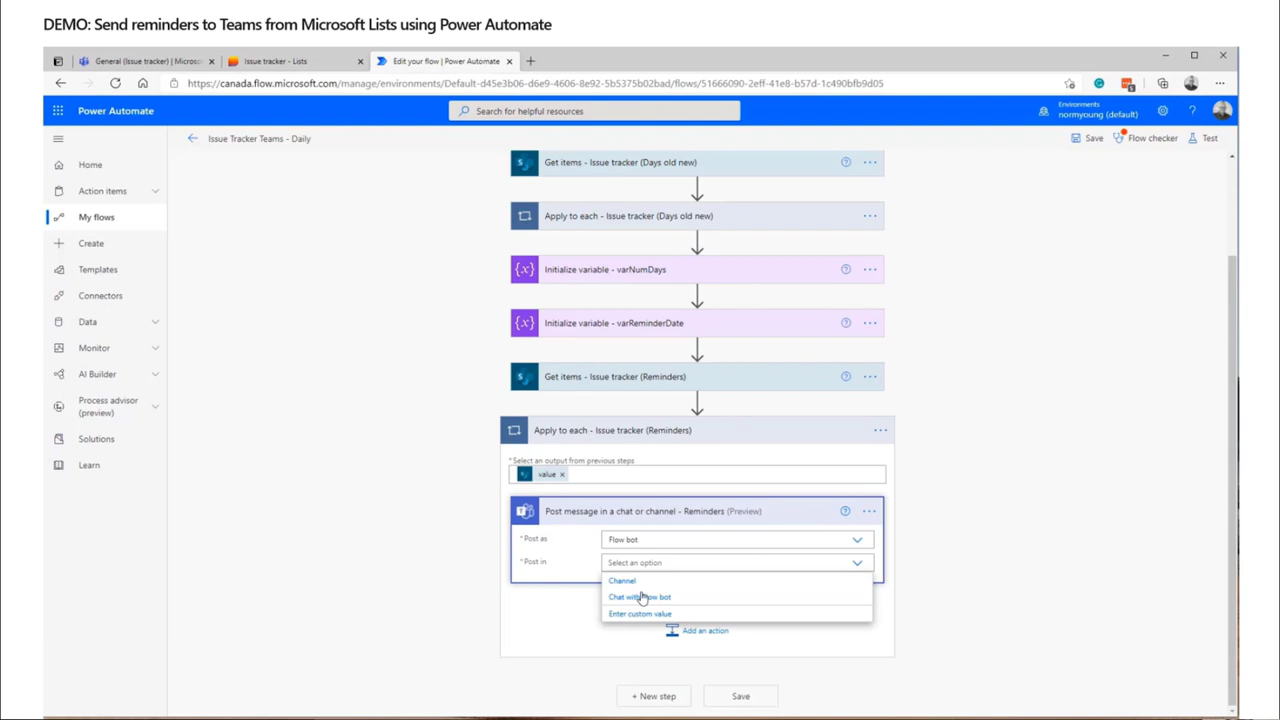 DEMO: Send reminders to Teams from Microsoft Lists using Power Automate
General (Issue tracker) | Microso
Issue tracker - Lists
Edit your flow | Power Automate
https://canada.flow.microsoft.com/manage/environments/Default-d45e3b06-d6e9-4606-8e92-5b5375b02bad/flows/51666090-2eff-41e8-b57d-1c490bfb9d05
Power Automate
Search for helpful resources
Environments
normyoung (default)
Issue Tracker Teams - Daily
Save
Flow checker
Test
Home
Action items
My flows
Create
Templates
Connectors
Data
Monitor
AI Builder
Process advisor
(preview)
Solutions
Learn
Get items - Issue tracker (Days old new)
Apply to each - Issue tracker (Days old new)
{x} Initialize variable - varNumDays
{x} Initialize variable - varReminderDate
Get items - Issue tracker (Reminders)
Apply to each - Issue tracker (Reminders)
*Select an output from previous steps
value
Post message in a chat or channel - Reminders (Preview)
*Post as
Flow bot
*Post in
Select an option
Channel
Chat with Flow bot
Enter custom value
Add an action
+ New step
Save